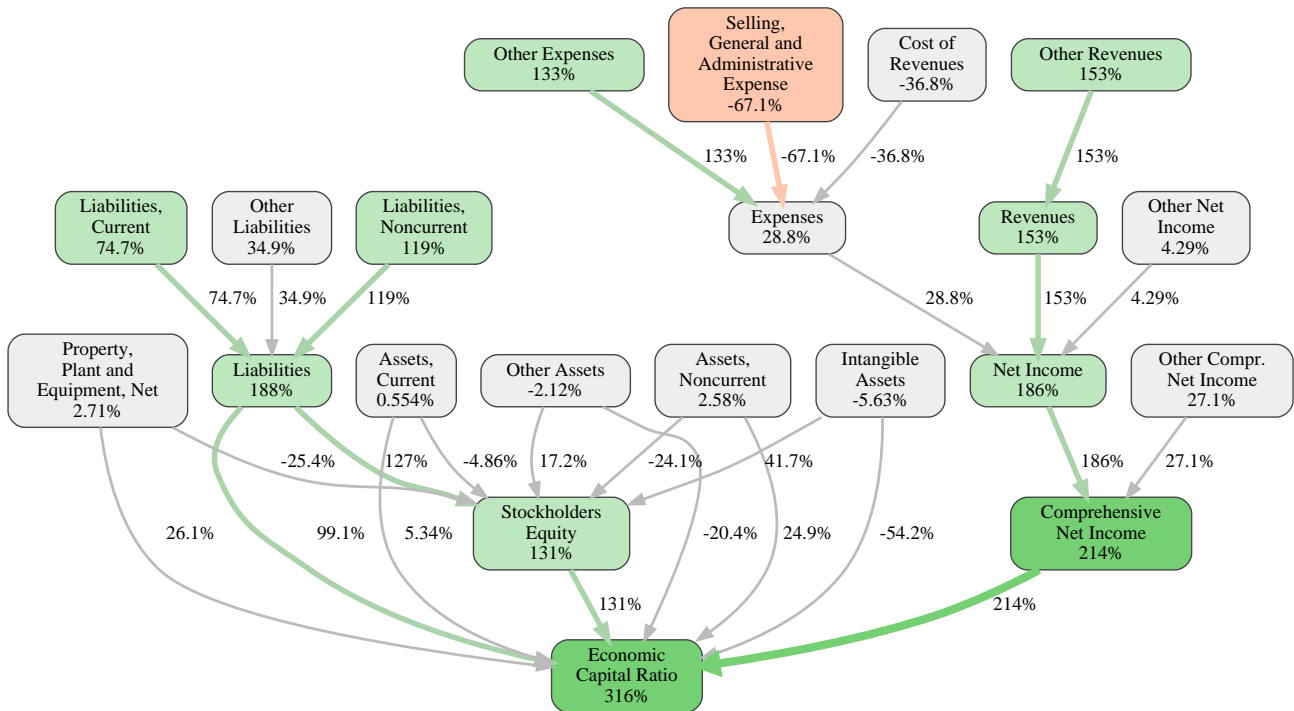 Other Expenses
133%
Selling,
General and
Administrative
Expense
-67.1%
Cost of
Revenues
-36.8%
Other Revenues
153%
133%
-67.1%
-36.8%
153%
Liabilities,
Current
74.7%
Other
Liabilities
34.9%
Liabilities,
Noncurrent
119%
Expenses
28.8%
Revenues
153%
Other Net
Income
4.29%
74.7%
34.9%
119%
28.8%
153%
4.29%
Property,
Plant and
Equipment, Net
2.71%
Liabilities
188%
Assets,
Current
0.554%
Other Assets
-2.12%
Assets,
Noncurrent
2.58%
Intangible
Assets
-5.63%
Net Income
186%
Other Compr.
Net Income
27.1%
-25.4%
127%
-4.86%
17.2%
-24.1%
41.7%
186%
27.1%
Stockholders
Equity
131%
Comprehensive
Net Income
214%
26.1%
99.1%
5.34%
-20.4%
24.9%
-54.2%
131%
214%
Economic
Capital Ratio
316%